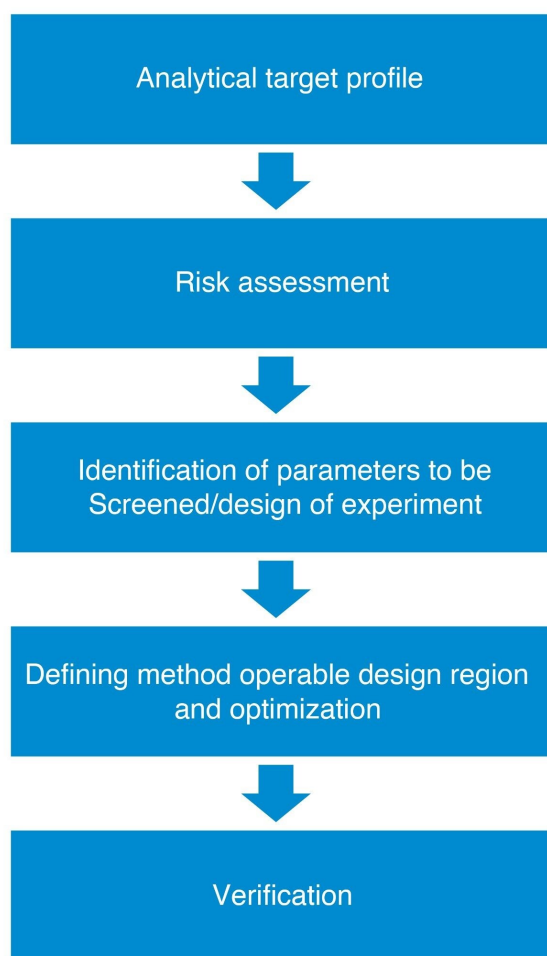 Analytical target profile
Risk assessment
Identification of parameters to be
Screened/design of experiment
Defining method operable design region
and optimization
Verification